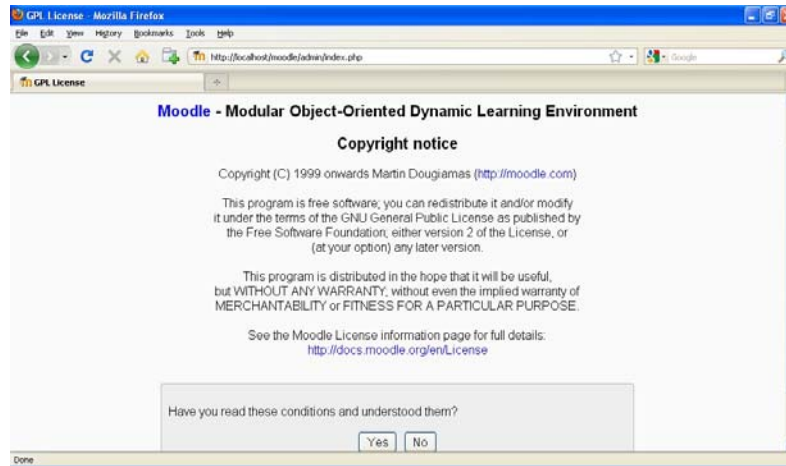 GPL License - Mozilla Firefox
File Edit View History Bookmarks Tools Help
http://localhost/moodle/admin/index.php
Google
GPL License
Moodle - Modular Object-Oriented Dynamic Learning Environment
Copyright notice
Copyright (C) 1999 onwards Martin Dougiamas (http://moodle.com)
This program is free software; you can redistribute it and/or modify
it under the terms of the GNU General Public License as published by
the Free Software Foundation; either version 2 of the License, or
(at your option) any later version.
This program is distributed in the hope that it will be useful,
but WITHOUT ANY WARRANTY; without even the implied warranty of
MERCHANTABILITY or FITNESS FOR A PARTICULAR PURPOSE.
See the Moodle License information page for full details:
http://docs.moodle.org/en/License
Have you read these conditions and understood them?
Yes No
Done